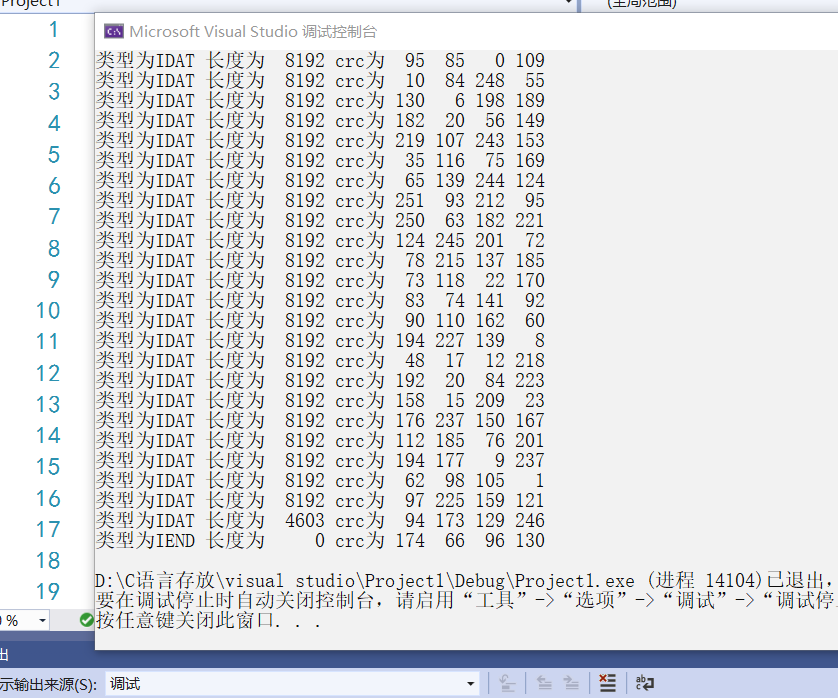 Project1
(全局范围)
Microsoft Visual Studio 调试控制台
1
2
3
4
5
6
7
8
9
10
11
12
13
14
15
16
17
18
19
类型为IDAT 长度为  8192 crc为  95  85   0 109
类型为IDAT 长度为  8192 crc为  10  84 248  55
类型为IDAT 长度为  8192 crc为 130   6 198 189
类型为IDAT 长度为  8192 crc为 182  20  56 149
类型为IDAT 长度为  8192 crc为 219 107 243 153
类型为IDAT 长度为  8192 crc为  35 116  75 169
类型为IDAT 长度为  8192 crc为  65 139 244 124
类型为IDAT 长度为  8192 crc为 251  93 212  95
类型为IDAT 长度为  8192 crc为 250  63 182 221
类型为IDAT 长度为  8192 crc为 124 245 201  72
类型为IDAT 长度为  8192 crc为  78 215 137 185
类型为IDAT 长度为  8192 crc为  73 118  22 170
类型为IDAT 长度为  8192 crc为  83  74 141  92
类型为IDAT 长度为  8192 crc为  90 110 162  60
类型为IDAT 长度为  8192 crc为 194 227 139   8
类型为IDAT 长度为  8192 crc为  48  17  12 218
类型为IDAT 长度为  8192 crc为 192  20  84 223
类型为IDAT 长度为  8192 crc为 158  15 209  23
类型为IDAT 长度为  8192 crc为 176 237 150 167
类型为IDAT 长度为  8192 crc为 112 185  76 201
类型为IDAT 长度为  8192 crc为 194 177   9 237
类型为IDAT 长度为  8192 crc为  62  98 105   1
类型为IDAT 长度为  8192 crc为  97 225 159 121
类型为IDAT 长度为  4603 crc为  94 173 129 246
类型为IEND 长度为     0 crc为 174  66  96 130
D:\C语言存放\visual studio\Project1\Debug\Project1.exe (进程 14104)已退出，
要在调试停止时自动关闭控制台，请启用“工具”->“选项”->“调试”->“调试停
按任意键关闭此窗口. . .
%
出
示输出来源(S): 调试